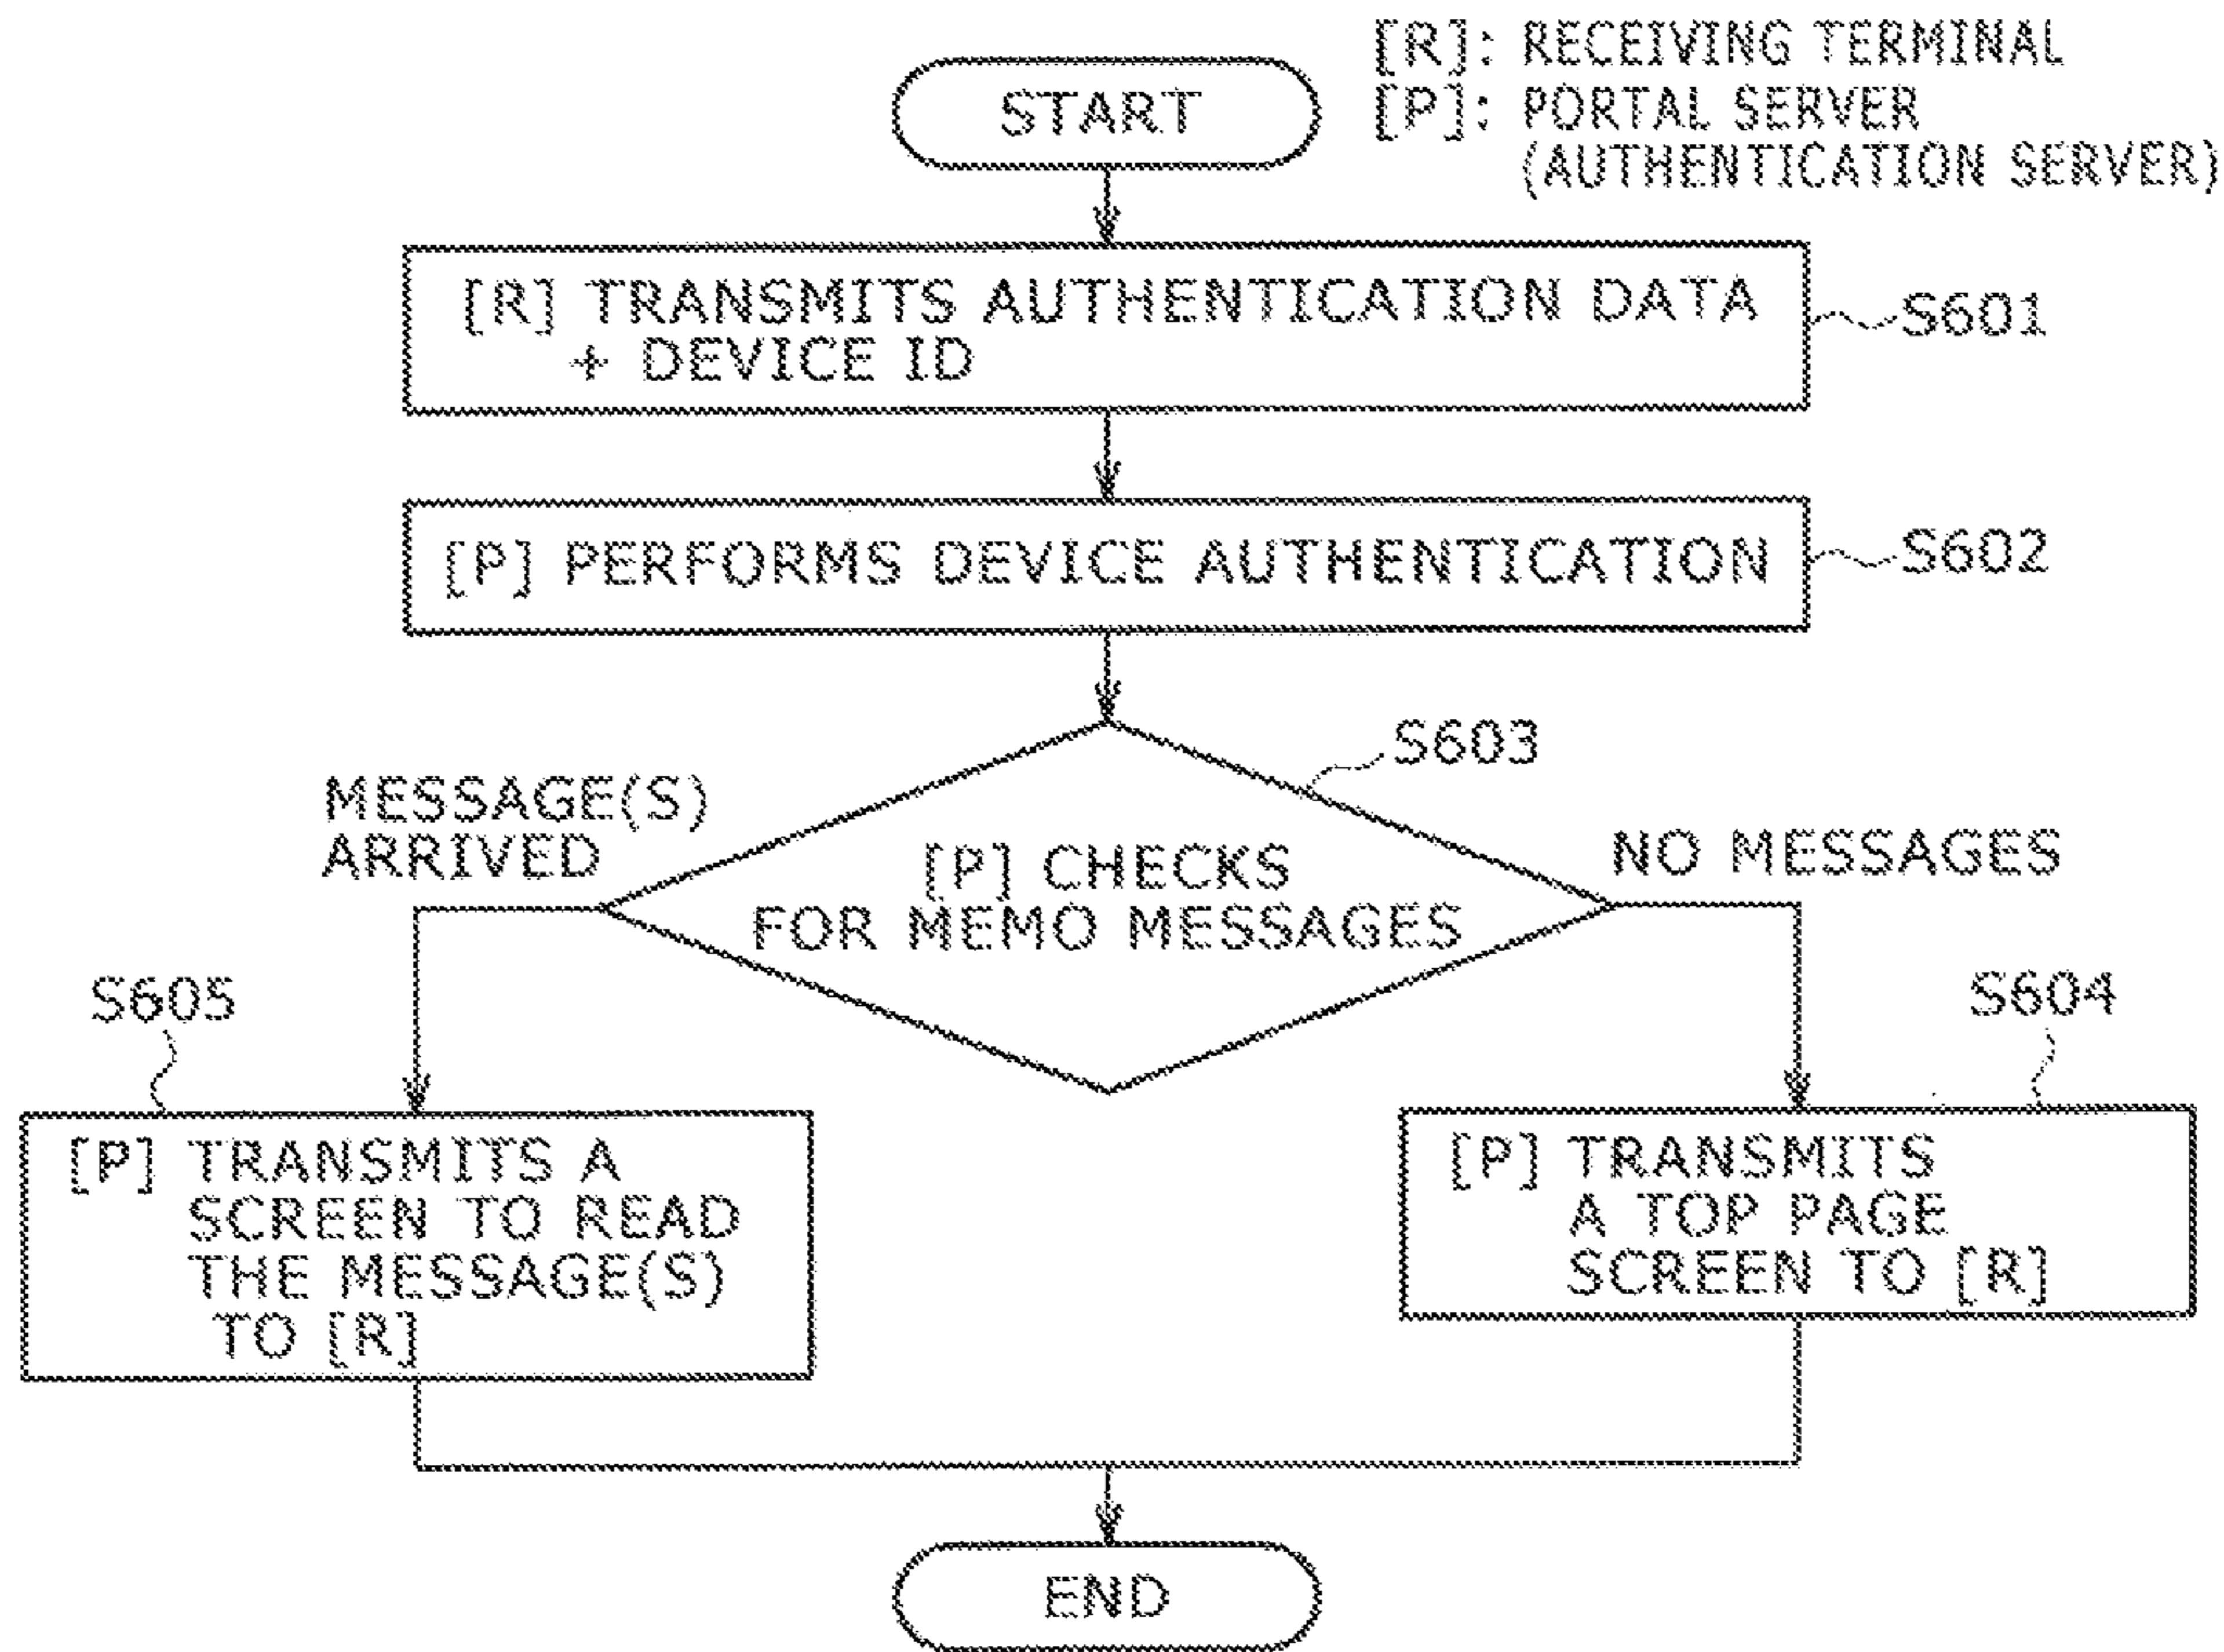 [R]: RECEIVING TERMINAL
[P]: PORTAL SERVER
(AUTHENTICATION SERVER)
START
[R] TRANSMITS AUTHENTICATION DATA
+ DEVICE ID
S601
[P] PERFORMS DEVICE AUTHENTICATION
S602
S603
MESSAGE(S)
ARRIVED
[P] CHECKS
FOR MEMO MESSAGES
NO MESSAGES
S605
[P] TRANSMITS A
SCREEN TO READ
THE MESSAGE(S)
TO [R]
S604
[P] TRANSMITS
A TOP PAGE
SCREEN TO [R]
END